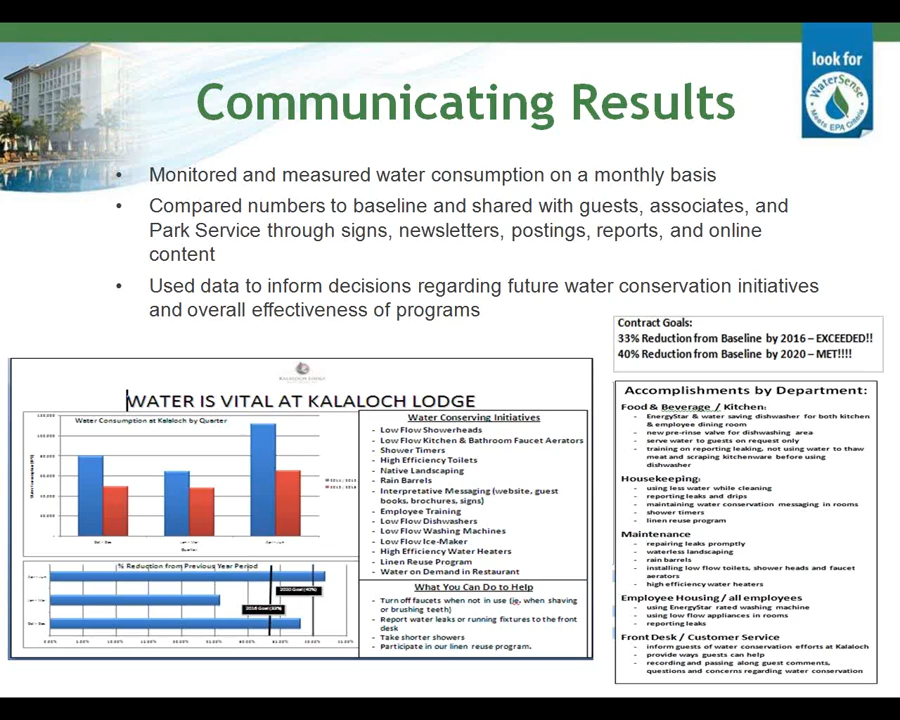 look for
WaterSense
Meets EPA Criteria
Communicating Results
• Monitored and measured water consumption on a monthly basis
• Compared numbers to baseline and shared with guests, associates, and
Park Service through signs, newsletters, postings, reports, and online
content
• Used data to inform decisions regarding future water conservation initiatives
and overall effectiveness of programs
Contract Goals:
33% Reduction from Baseline by 2016 – EXCEEDED!!
40% Reduction from Baseline by 2020 – MET!!!!
KALALOCH LODGE
WATER IS VITAL AT KALALOCH LODGE
Water Consumption at Kalaloch by Quarter
Quarter
% Reduction from Previous Year Period
2020 Goal (40%)
2016 Goal (33%)
Water Conserving Initiatives
- Low Flow Showerheads
- Low Flow Kitchen & Bathroom Faucet Aerators
- Shower Timers
- High Efficiency Toilets
- Native Landscaping
- Rain Barrels
- Interpretative Messaging (website, guest
books, brochures, signs)
- Employee Training
- Low Flow Dishwashers
- Low Flow Washing Machines
- Low Flow Ice-Maker
- High Efficiency Water Heaters
- Linen Reuse Program
- Water on Demand in Restaurant
What You Can Do to Help
- Turn off faucets when not in use (ie. when shaving
or brushing teeth)
- Report water leaks or running fixtures to the front
desk
- Take shorter showers
- Participate in our linen reuse program.
Accomplishments by Department:
Food & Beverage / Kitchen:
- EnergyStar & water saving dishwasher for both kitchen
& employee dining room
- new pre-rinse valve for dishwashing area
- serve water to guests on request only
- training on reporting leaking, not using water to thaw
meat and scraping kitchenware before using
dishwasher
Housekeeping:
- using less water while cleaning
- reporting leaks and drips
- maintaining water conservation messaging in rooms
- shower timers
- linen reuse program
Maintenance
- repairing leaks promptly
- waterless landscaping
- rain barrels
- installing low flow toilets, shower heads and faucet
aerators
- high efficiency water heaters
Employee Housing / all employees
- using EnergyStar rated washing machine
- using low flow appliances in rooms
- reporting leaks
Front Desk / Customer Service
- inform guests of water conservation efforts at Kalaloch
- provide ways guests can help
- recording and passing along guest comments,
questions and concerns regarding water conservation